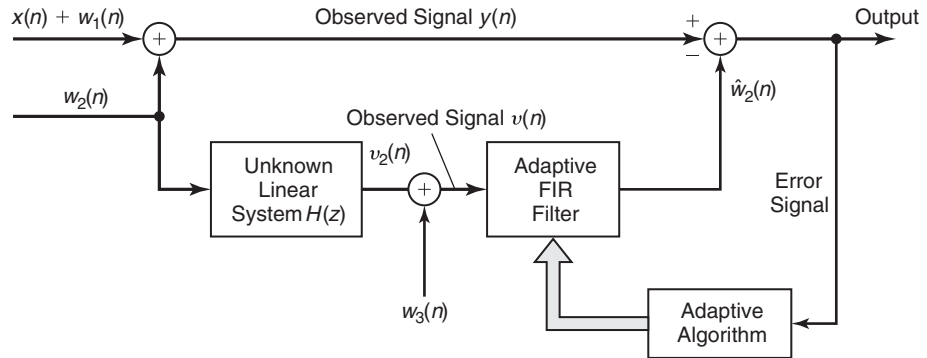 x(n) + w₁(n)
Observed Signal y(n)
Output
+
+
+
−
w₂(n)
ŵ₂(n)
Observed Signal υ(n)
υ₂(n)
Unknown
Linear
System H(z)
+
Adaptive
FIR
Filter
Error
Signal
w₃(n)
Adaptive
Algorithm